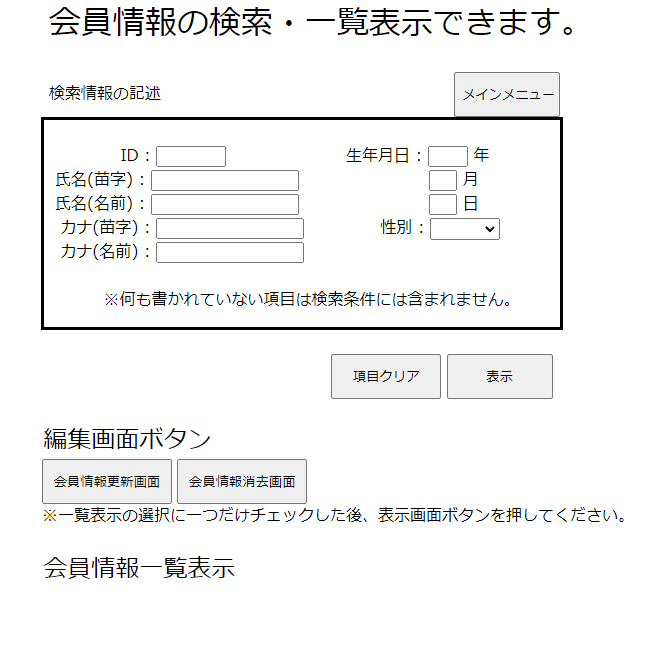 会員情報の検索・一覧表示できます。
検索情報の記述
メインメニュー
ID：
生年月日： 年
氏名(苗字)：
月
氏名(名前)：
日
カナ(苗字)：
性別：
カナ(名前)：
※何も書かれていない項目は検索条件には含まれません。
項目クリア
表示
編集画面ボタン
会員情報更新画面
会員情報消去画面
※一覧表示の選択に一つだけチェックした後、表示画面ボタンを押してください。
会員情報一覧表示